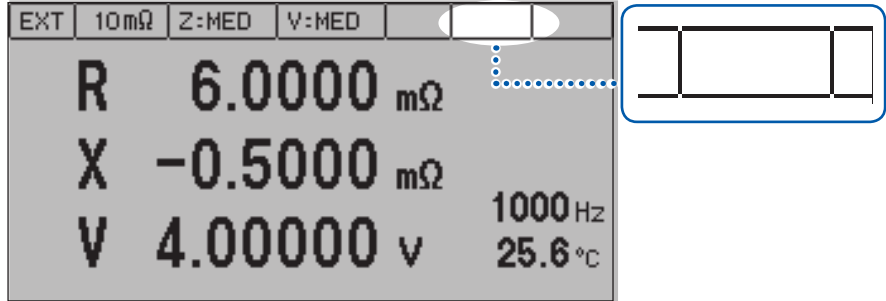 EXT 10mΩ Z:MED V:MED
R 6.0000 mΩ
X -0.5000 mΩ
V 4.00000 V
1000 Hz
25.6 °C